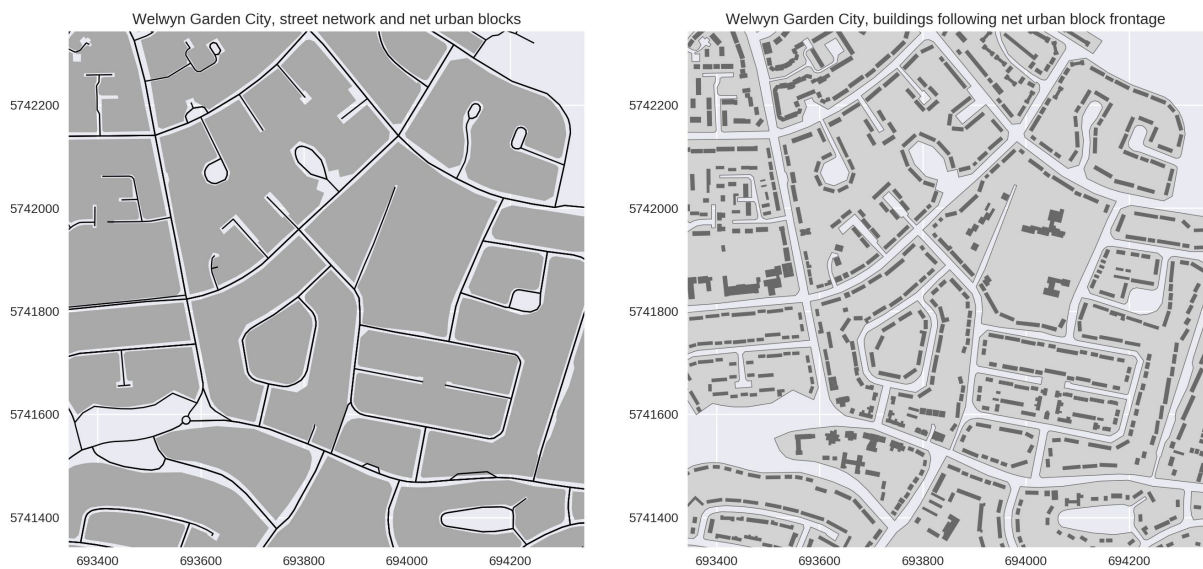 Welwyn Garden City, street network and net urban blocks
5742200
5742000
5741800
5741600
5741400
693400 693600 693800 694000 694200
Welwyn Garden City, buildings following net urban block frontage
5742200
5742000
5741800
5741600
5741400
693400 693600 693800 694000 694200